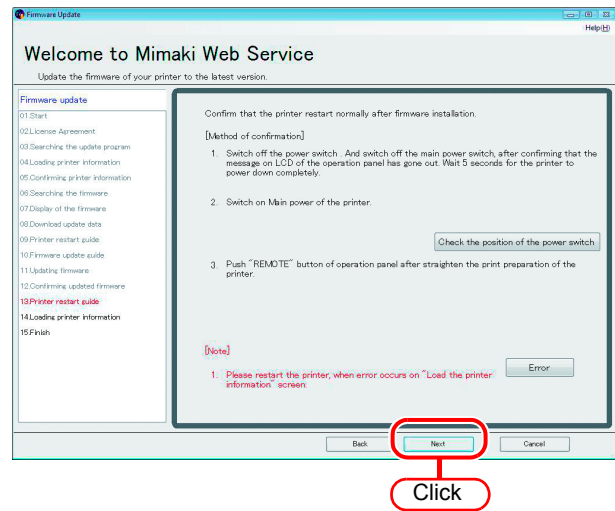 Firmware Update
Help(H)
Welcome to Mimaki Web Service
Update the firmware of your printer to the latest version.
Firmware update
01.Start
02.License Agreement
03.Searching the update program
04.Loading printer information
05.Confirming printer information
06.Searching the firmware
07.Display of the firmware
08.Download update data
09.Printer restart guide
10.Firmware update guide
11.Updating firmware
12.Confirming updated firmware
13.Printer restart guide
14.Loading printer information
15.Finish
Confirm that the printer restart normally after firmware installation.
[Method of confirmation]
1. Switch off the power switch . And switch off the main power switch, after confirming that the
message on LCD of the operation panel has gone out. Wait 5 seconds for the printer to
power down completely.
2. Switch on Main power of the printer.
Check the position of the power switch
3. Push "REMOTE" button of operation panel after straighten the print preparation of the
printer.
[Note]
1. Please restart the printer, when error occurs on "Load the printer
information" screen.
Error
Back
Next
Cancel
Click